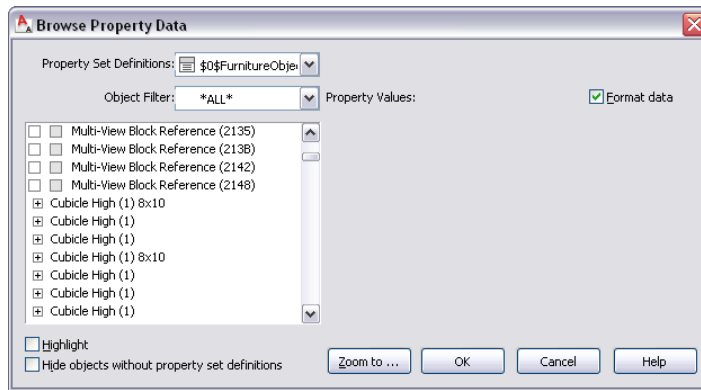 Browse Property Data
Property Set Definitions: $0$FurnitureObje
Object Filter: *ALL* Property Values: Format data
Multi-View Block Reference (2135)
Multi-View Block Reference (213B)
Multi-View Block Reference (2142)
Multi-View Block Reference (2148)
Cubicle High (1) 8x10
Cubicle High (1)
Cubicle High (1)
Cubicle High (1) 8x10
Cubicle High (1)
Cubicle High (1)
Cubicle High (1)
Highlight
Hide objects without property set definitions
Zoom to ... OK Cancel Help